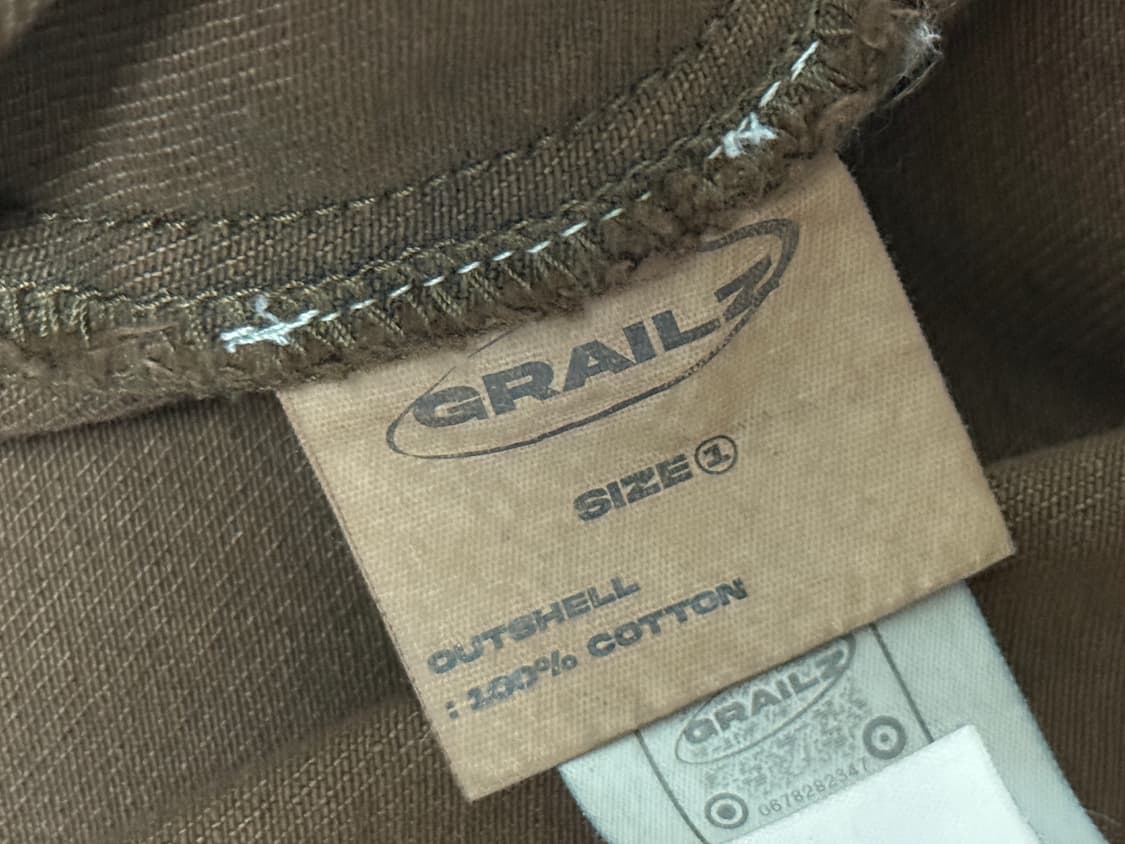 GRAILZ
SIZE 1
OUTSHELL
: 100% COTTON
GRAILZ
0678282347